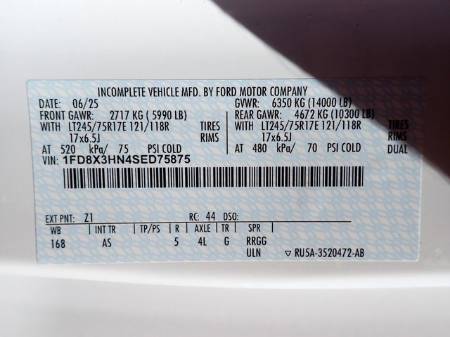 INCOMPLETE VEHICLE MFD. BY FORD MOTOR COMPANY
DATE: 06/25 GVWR: 6350 KG (14000 LB)
FRONT GAWR: 2717 KG ( 5990 LB) REAR GAWR: 4672 KG (10300 LB)
WITH LT245/75R17E 121/118R TIRES WITH LT245/75R17E 121/118R TIRES
17x6.5J RIMS 17x6.5J RIMS
AT 520 kPa/ 75 PSI COLD AT 480 kPa/ 70 PSI COLD DUAL
VIN: 1FD8X3HN4SED75875
EXT PNT: Z1 RC: 44 DSO:
WB INT TR TP/PS R AXLE TR SPR
168 AS 5 4L G RRGG
ULN ▽ RU5A-3520472-AB